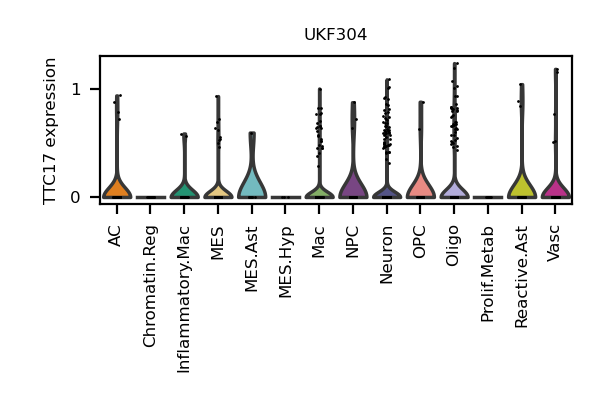 UKF304
TTC17 expression
1
0
AC
Chromatin.Reg
Inflammatory.Mac
MES
MES.Ast
MES.Hyp
Mac
NPC
Neuron
OPC
Oligo
Prolif.Metab
Reactive.Ast
Vasc